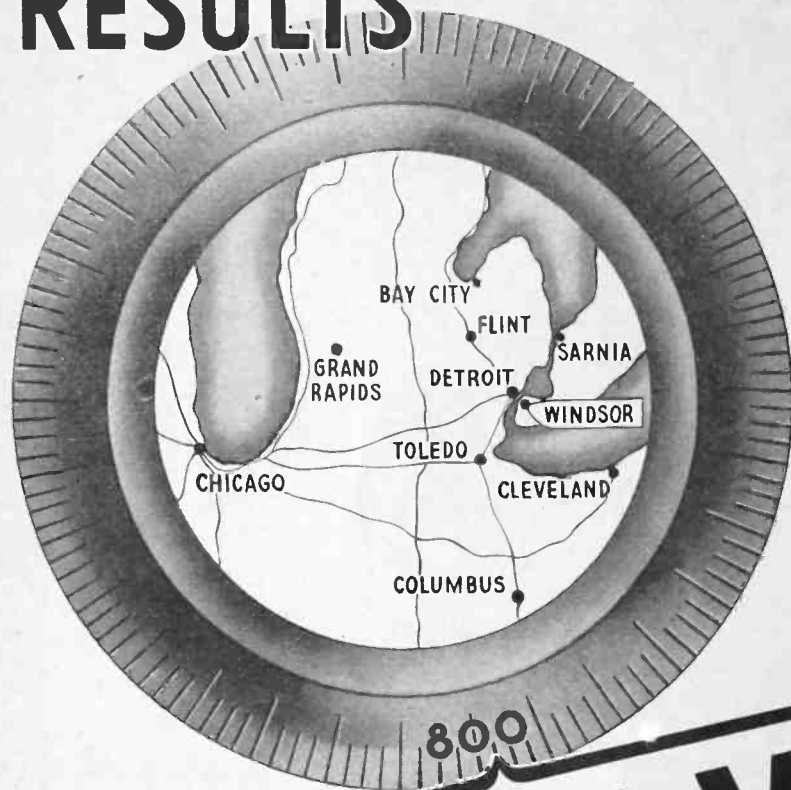 RESULTS
BAY CITY
FLINT
GRAND
RAPIDS
SARNIA
DETROIT
WINDSOR
TOLEDO
CHICAGO
CLEVELAND
COLUMBUS
800